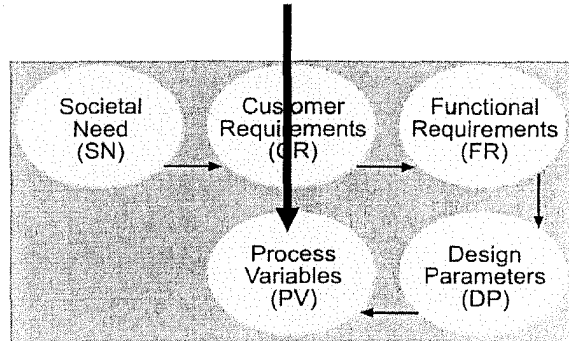 Societal
Need
(SN)
Customer
Requirements
(CR)
Functional
Requirements
(FR)
Process
Variables
(PV)
Design
Parameters
(DP)